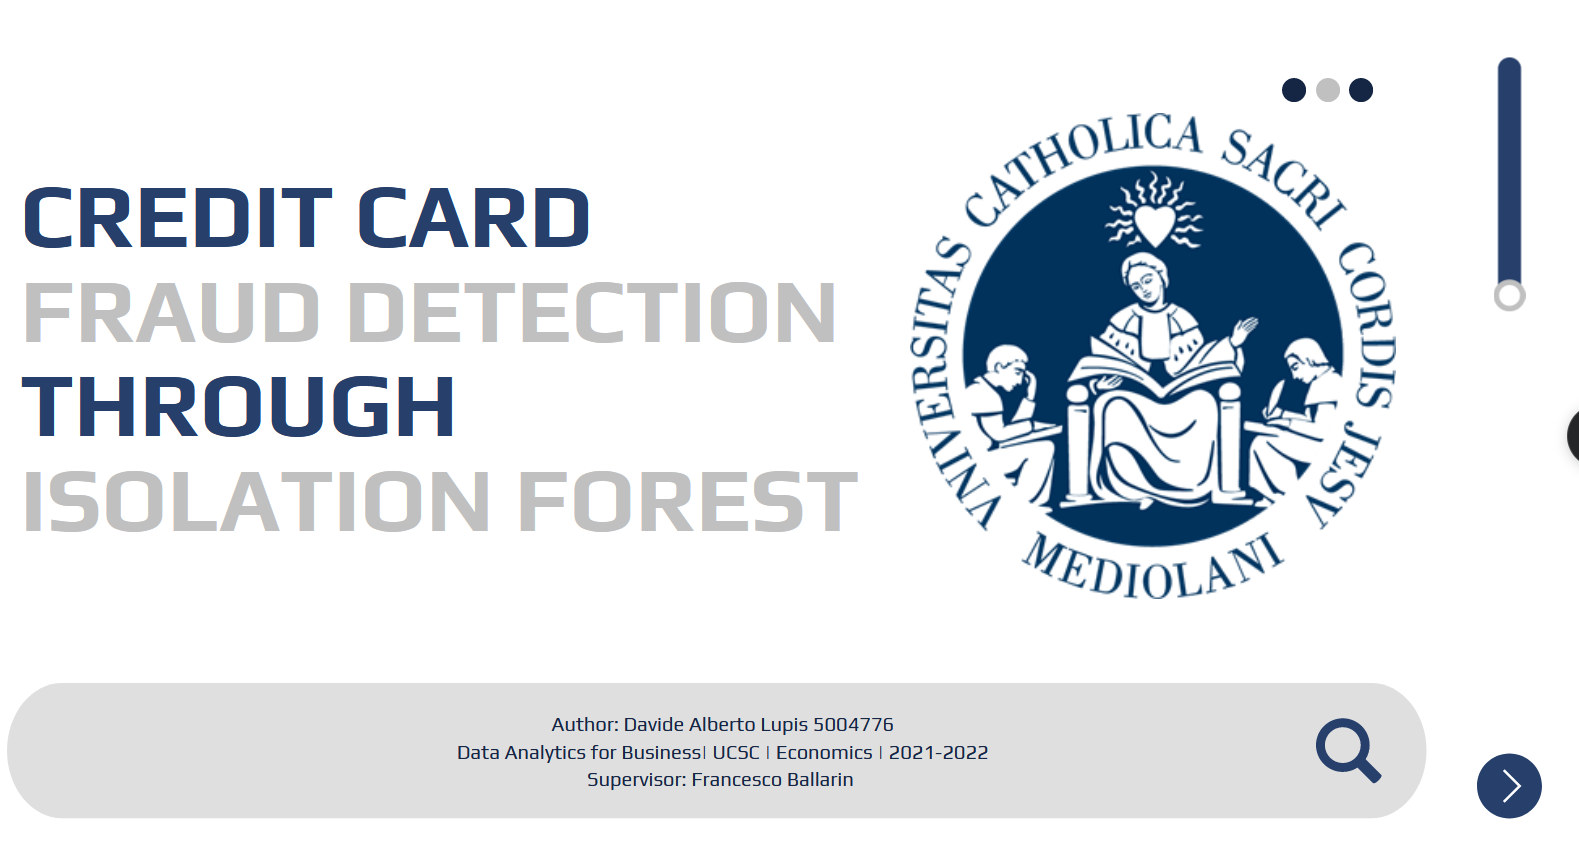 CREDIT CARD
FRAUD DETECTION
THROUGH
ISOLATION FOREST
VNIVERSITAS CATHOLICA SACRI CORDIS JESV
MEDIOLANI
Author: Davide Alberto Lupis 5004776
Data Analytics for Business| UCSC | Economics | 2021-2022
Supervisor: Francesco Ballarin